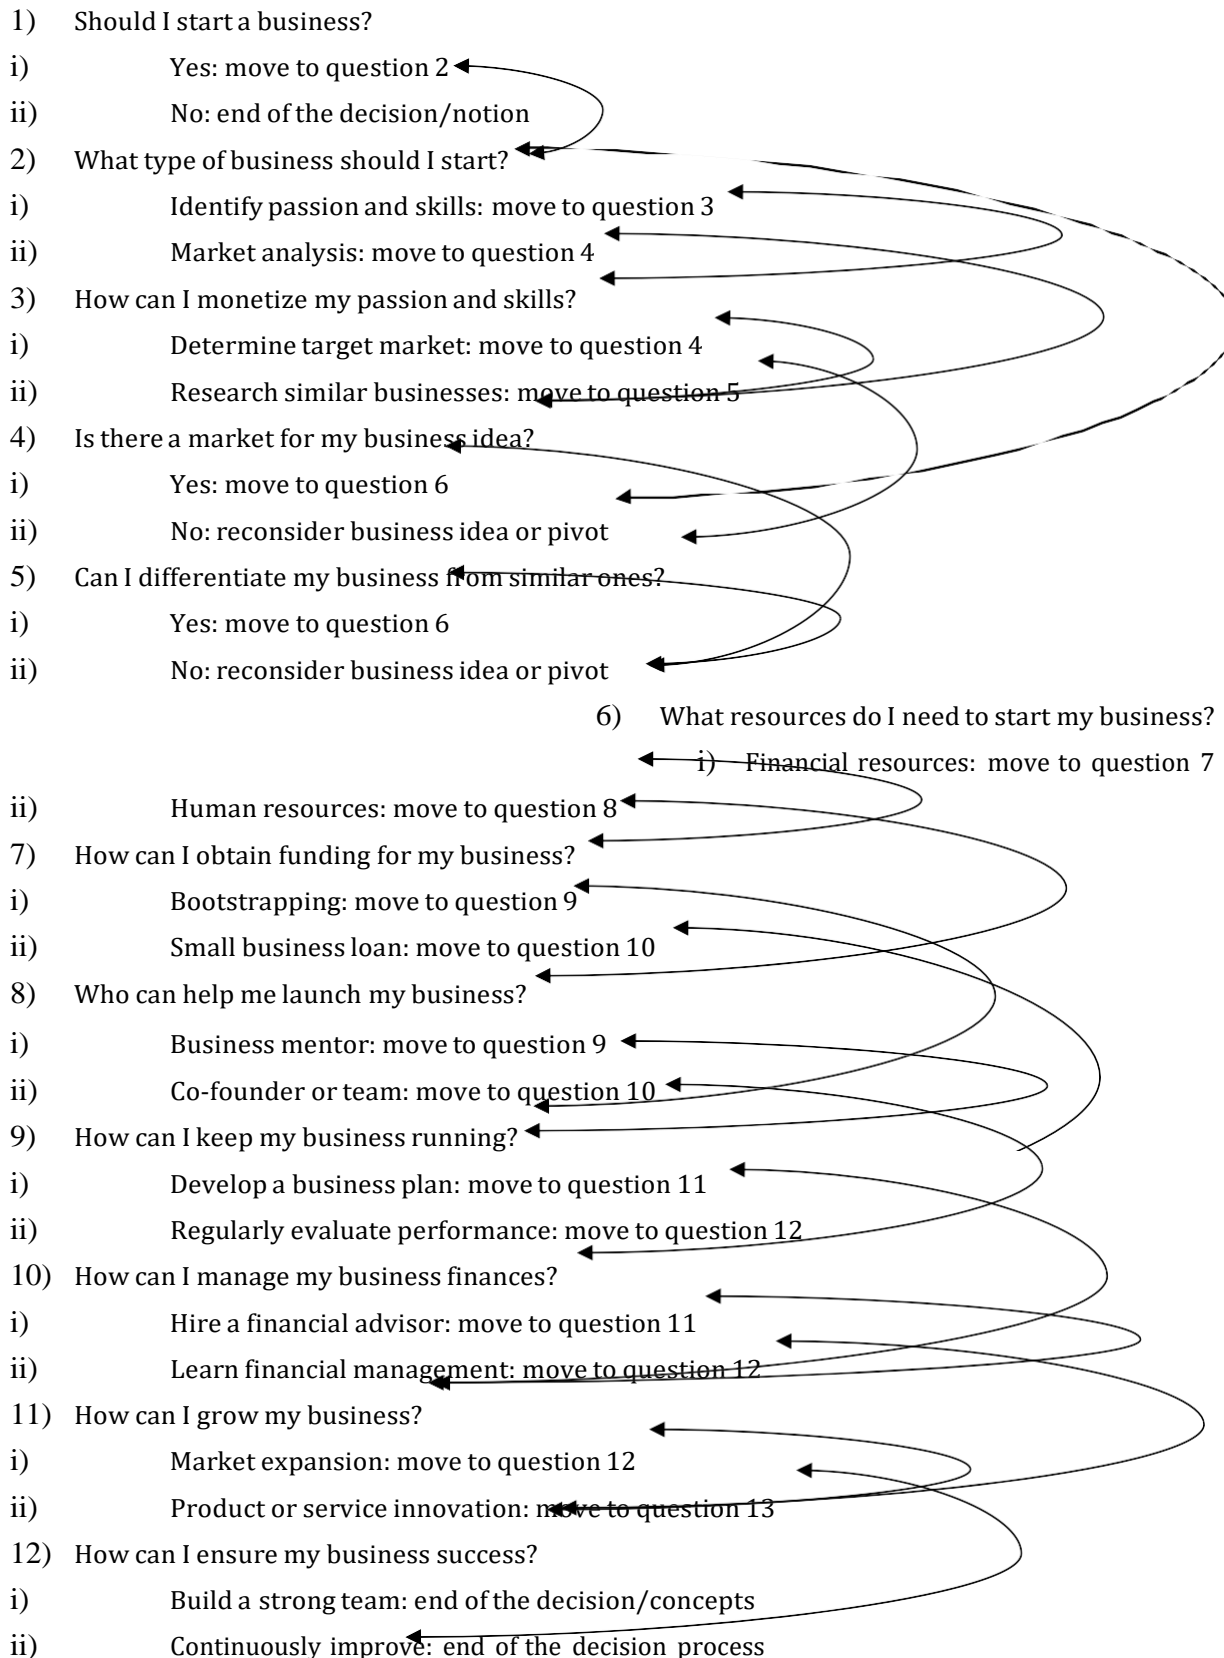 1) Should I start a business?
i) Yes: move to question 2
ii) No: end of the decision/notion
2) What type of business should I start?
i) Identify passion and skills: move to question 3
ii) Market analysis: move to question 4
3) How can I monetize my passion and skills?
i) Determine target market: move to question 4
ii) Research similar businesses: move to question 5
4) Is there a market for my business idea?
i) Yes: move to question 6
ii) No: reconsider business idea or pivot
5) Can I differentiate my business from similar ones?
i) Yes: move to question 6
ii) No: reconsider business idea or pivot
6) What resources do I need to start my business?
i) Financial resources: move to question 7
ii) Human resources: move to question 8
7) How can I obtain funding for my business?
i) Bootstrapping: move to question 9
ii) Small business loan: move to question 10
8) Who can help me launch my business?
i) Business mentor: move to question 9
ii) Co-founder or team: move to question 10
9) How can I keep my business running?
i) Develop a business plan: move to question 11
ii) Regularly evaluate performance: move to question 12
10) How can I manage my business finances?
i) Hire a financial advisor: move to question 11
ii) Learn financial management: move to question 12
11) How can I grow my business?
i) Market expansion: move to question 12
ii) Product or service innovation: move to question 13
12) How can I ensure my business success?
i) Build a strong team: end of the decision/concepts
ii) Continuously improve: end of the decision process